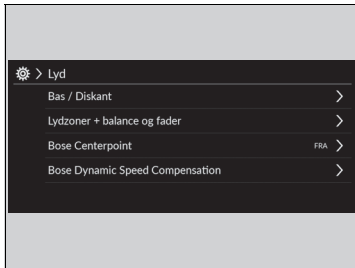 > Lyd
Bas / Diskant >
Lydzoner + balance og fader >
Bose Centerpoint FRA >
Bose Dynamic Speed Compensation >